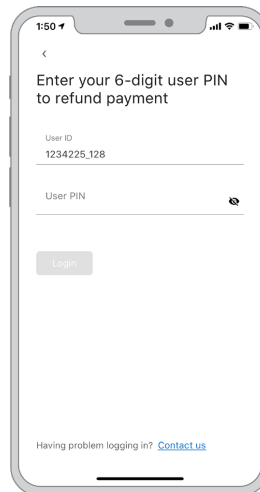 1:50
Enter your 6-digit user PIN
to refund payment
User ID
1234225_128
User PIN
Login
Having problem logging in? Contact us